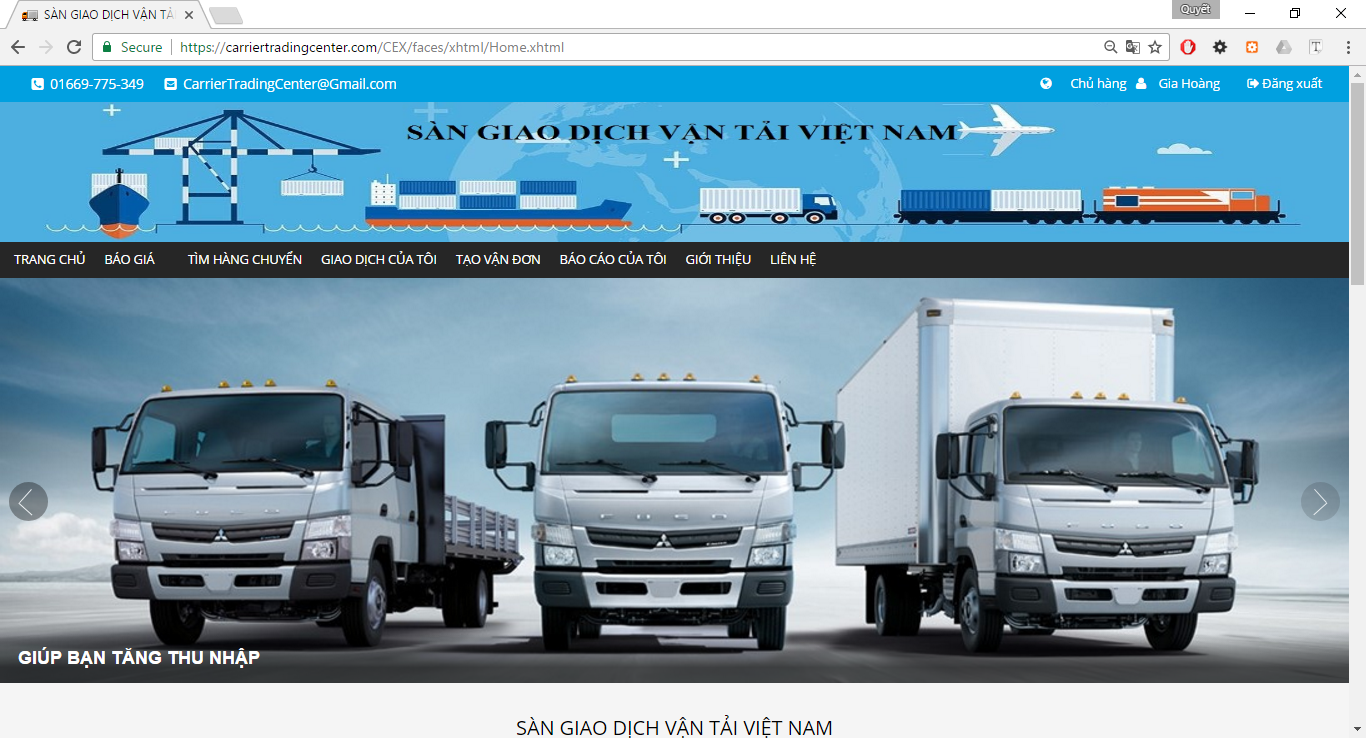 SÀN GIAO DỊCH VẬN TẢ
Quyết
Secure https://carriertradingcenter.com/CEX/faces/xhtml/Home.xhtml
01669-775-349 CarrierTradingCenter@Gmail.com Chủ hàng Gia Hoàng Đăng xuất
SÀN GIAO DỊCH VẬN TẢI VIỆT NAM
TRANG CHỦ BÁO GIÁ TÌM HÀNG CHUYẾN GIAO DỊCH CỦA TÔI TẠO VẬN ĐƠN BÁO CÁO CỦA TÔI GIỚI THIỆU LIÊN HỆ
FUSO FUSO FUSO
GIÚP BẠN TĂNG THU NHẬP
SÀN GIAO DỊCH VẬN TẢI VIỆT NAM